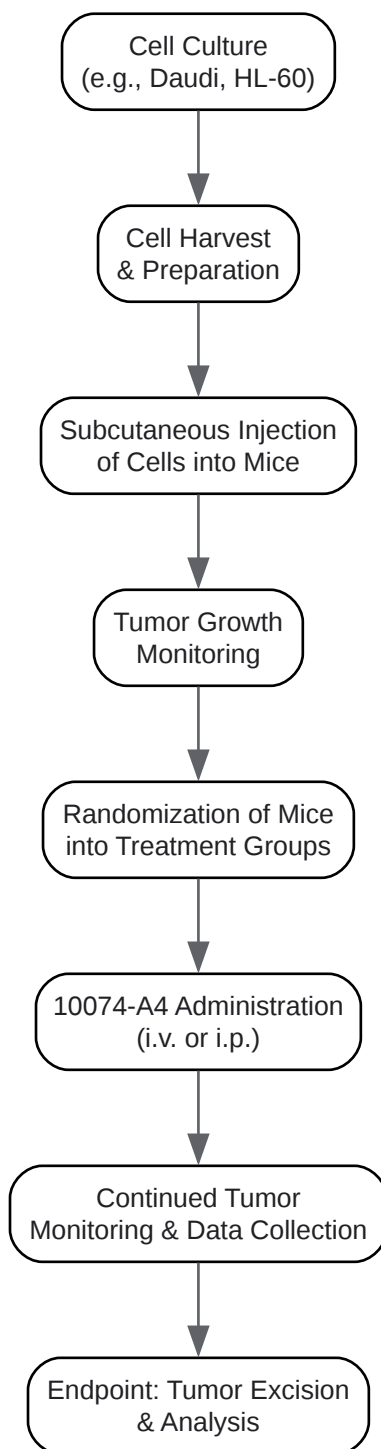 Cell Culture
(e.g., Daudi, HL-60)
Cell Harvest
& Preparation
Subcutaneous Injection
of Cells into Mice
Tumor Growth
Monitoring
Randomization of Mice
into Treatment Groups
10074-A4 Administration
(i.v. or i.p.)
Continued Tumor
Monitoring & Data Collection
Endpoint: Tumor Excision
& Analysis